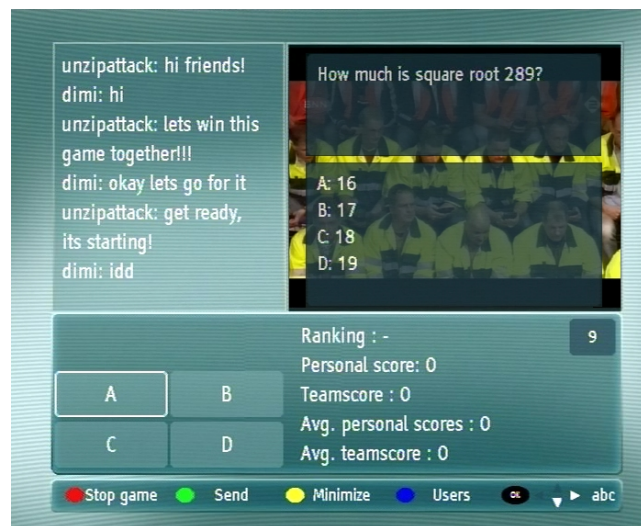 unzipattack: hi friends!
dimi: hi
unzipattack: lets win this
game together!!!
dimi: okay lets go for it
unzipattack: get ready,
its starting!
dimi: idd
How much is square root 289?
A: 16
B: 17
C: 18
D: 19
A
B
C
D
Ranking : -
Personal score: 0
Teamscore : 0
Avg. personal scores : 0
Avg. teamscore : 0
9
Stop game
Send
Minimize
Users
OK
abc